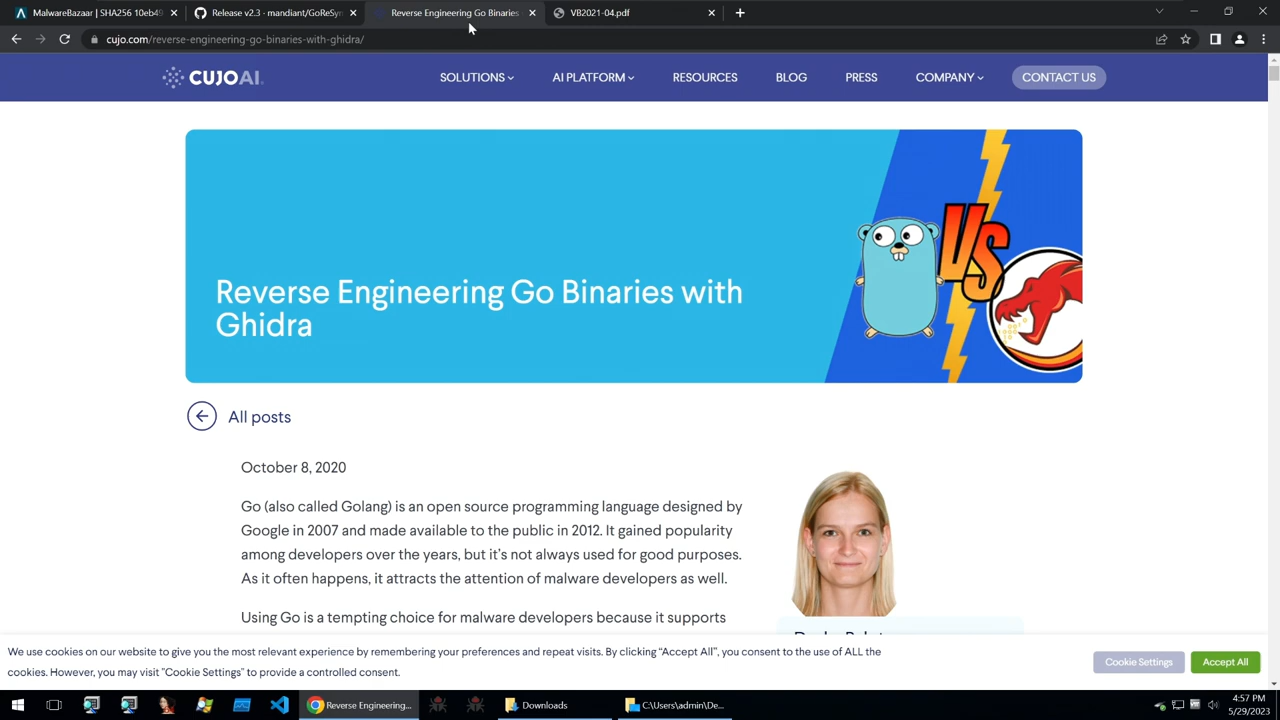 MalwareBazaar | SHA256 10eb49
Release v2.3 - mandiant/GoReSyr
Reverse Engineering Go Binaries
VB2021-04.pdf
cujo.com/reverse-engineering-go-binaries-with-ghidra/
CUJOAI
SOLUTIONS
AI PLATFORM
RESOURCES
BLOG
PRESS
COMPANY
CONTACT US
VS
Reverse Engineering Go Binaries with
Ghidra
All posts
October 8, 2020
Go (also called Golang) is an open source programming language designed by
Google in 2007 and made available to the public in 2012. It gained popularity
among developers over the years, but it's not always used for good purposes.
As it often happens, it attracts the attention of malware developers as well.
Using Go is a tempting choice for malware developers because it supports
We use cookies on our website to give you the most relevant experience by remembering your preferences and repeat visits. By clicking “Accept All”, you consent to the use of ALL the
cookies. However, you may visit "Cookie Settings" to provide a controlled consent.
Cookie Settings
Accept All
Reverse Engineering...
Downloads
C:\Users\admin\De...
4:57 PM
5/29/2023